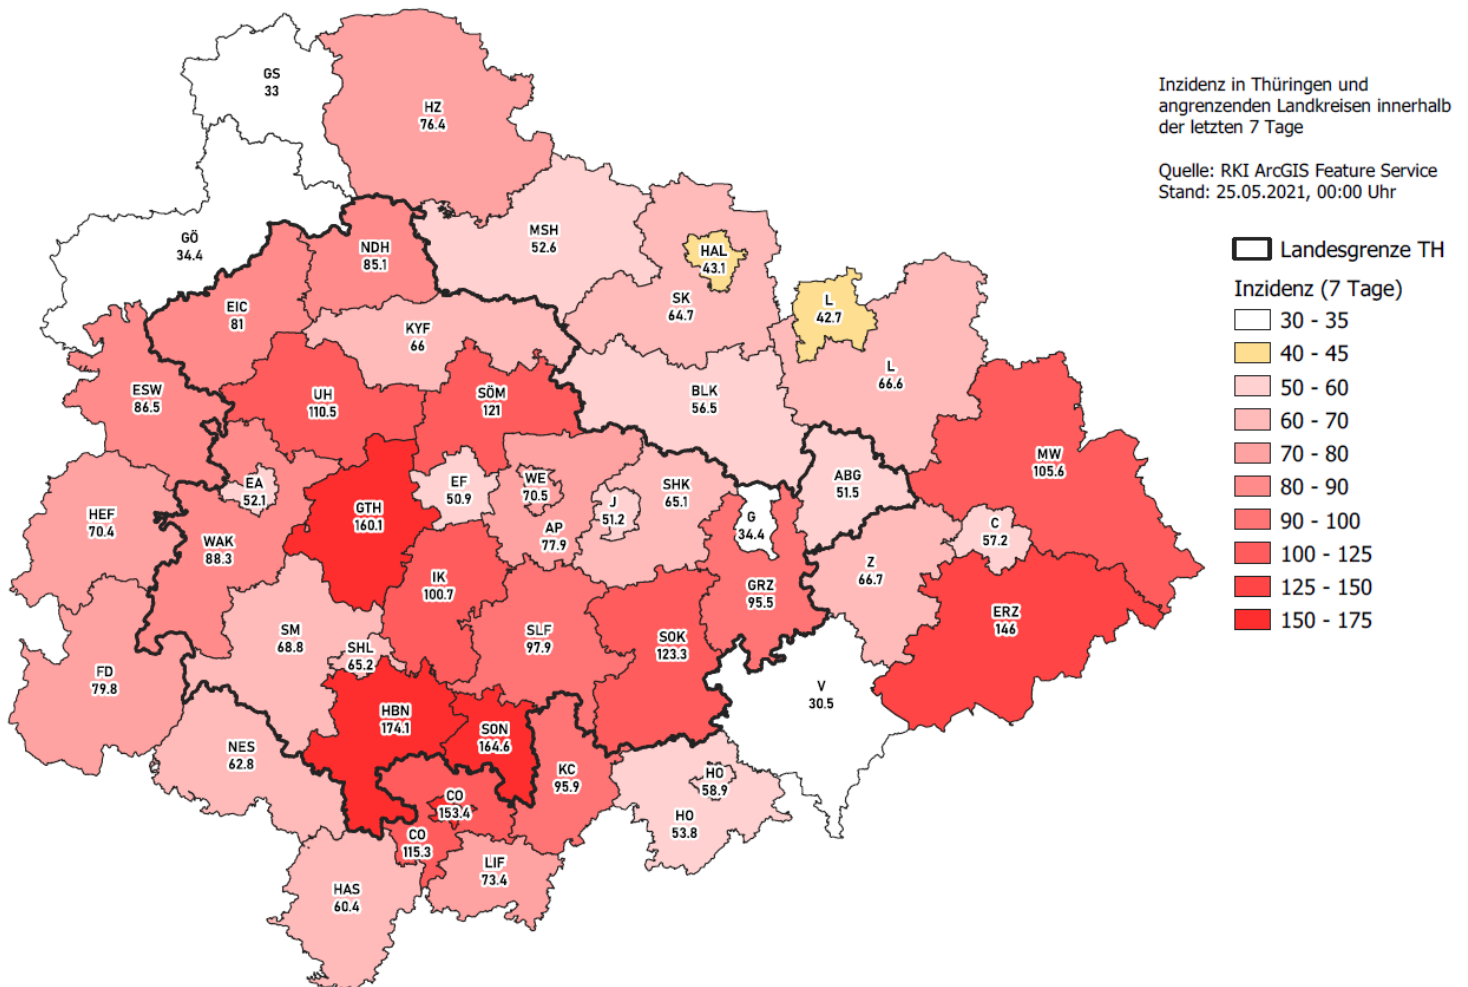 Inzidenz in Thüringen und
angrenzenden Landkreisen innerhalb
der letzten 7 Tage
Quelle: RKI ArcGIS Feature Service
Stand: 25.05.2021, 00:00 Uhr
Landesgrenze TH
Inzidenz (7 Tage)
30 - 35
40 - 45
50 - 60
60 - 70
70 - 80
80 - 90
90 - 100
100 - 125
125 - 150
150 - 175
GS
33
HZ
76.4
GÖ
34.4
NDH
85.1
MSH
52.6
HAL
43.1
SK
64.7
L
42.7
EIC
81
KYF
66
L
66.6
ESW
86.5
UH
110.5
SÖM
121
BLK
56.5
MW
105.6
EA
52.1
EF
50.9
WE
70.5
SHK
65.1
ABG
51.5
GTH
160.1
J
51.2
G
34.4
HEF
70.4
WAK
88.3
AP
77.9
C
57.2
IK
100.7
GRZ
95.5
Z
66.7
SM
68.8
SHL
65.2
SLF
97.9
SOK
123.3
ERZ
146
FD
79.8
V
30.5
HBN
174.1
SON
164.6
NES
62.8
KC
95.9
HO
58.9
CO
153.4
HO
53.8
CO
115.3
LIF
73.4
HAS
60.4